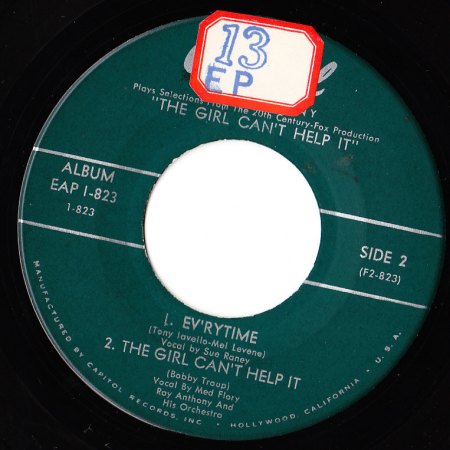 13
EP
NY
Plays Selections From The 20th Century-Fox Production
"THE GIRL CAN'T HELP IT"
ALBUM
EAP 1-823
1-823
SIDE 2
(F2-823)
1. EV'RYTIME
(Tony Iavello-Mel Levene)
Vocal by Sue Raney
2. THE GIRL CAN'T HELP IT
(Bobby Troup)
Vocal By Med Flory
Ray Anthony And
His Orchestra
MANUFACTURED BY CAPITOL RECORDS, INC • HOLLYWOOD, CALIFORNIA • U.S.A.